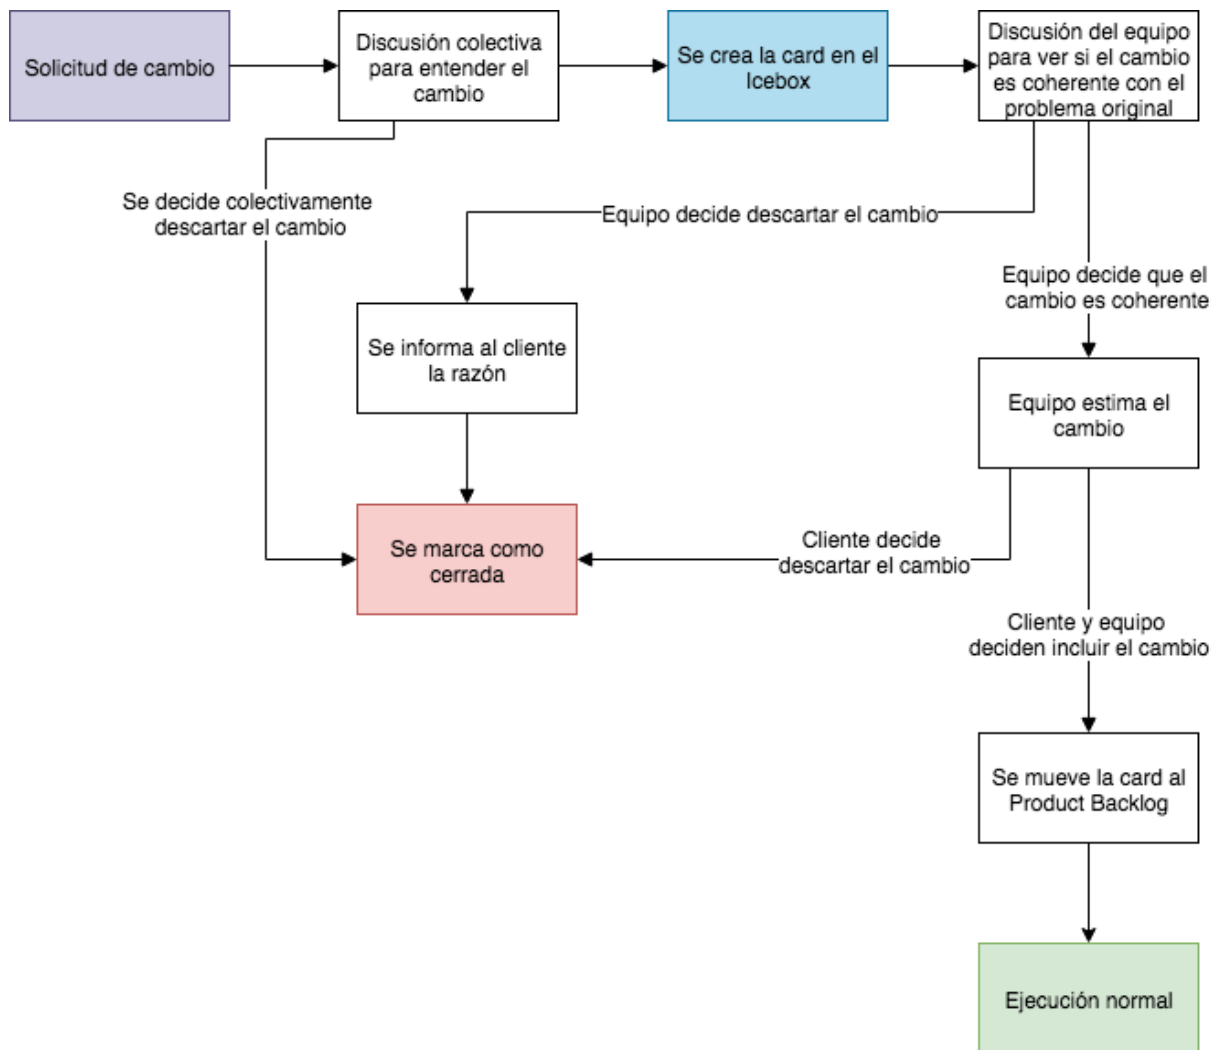 Solicitud de cambio
Discusión colectiva
para entender el
cambio
Se crea la card en el
Icebox
Discusión del equipo
para ver si el cambio
es coherente con el
problema original
Se decide colectivamente
descartar el cambio
Equipo decide descartar el cambio
Equipo decide que el
cambio es coherente
Se informa al cliente
la razón
Equipo estima el
cambio
Se marca como
cerrada
Cliente decide
descartar el cambio
Cliente y equipo
deciden incluir el cambio
Se mueve la card al
Product Backlog
Ejecución normal